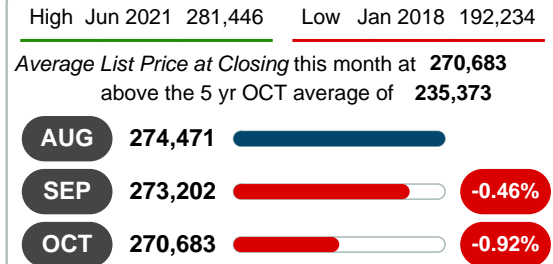 High Jun 2021 281,446 Low Jan 2018 192,234
Average List Price at Closing this month at 270,683
above the 5 yr OCT average of 235,373
AUG 274,471
SEP 273,202 -0.46%
OCT 270,683 -0.92%